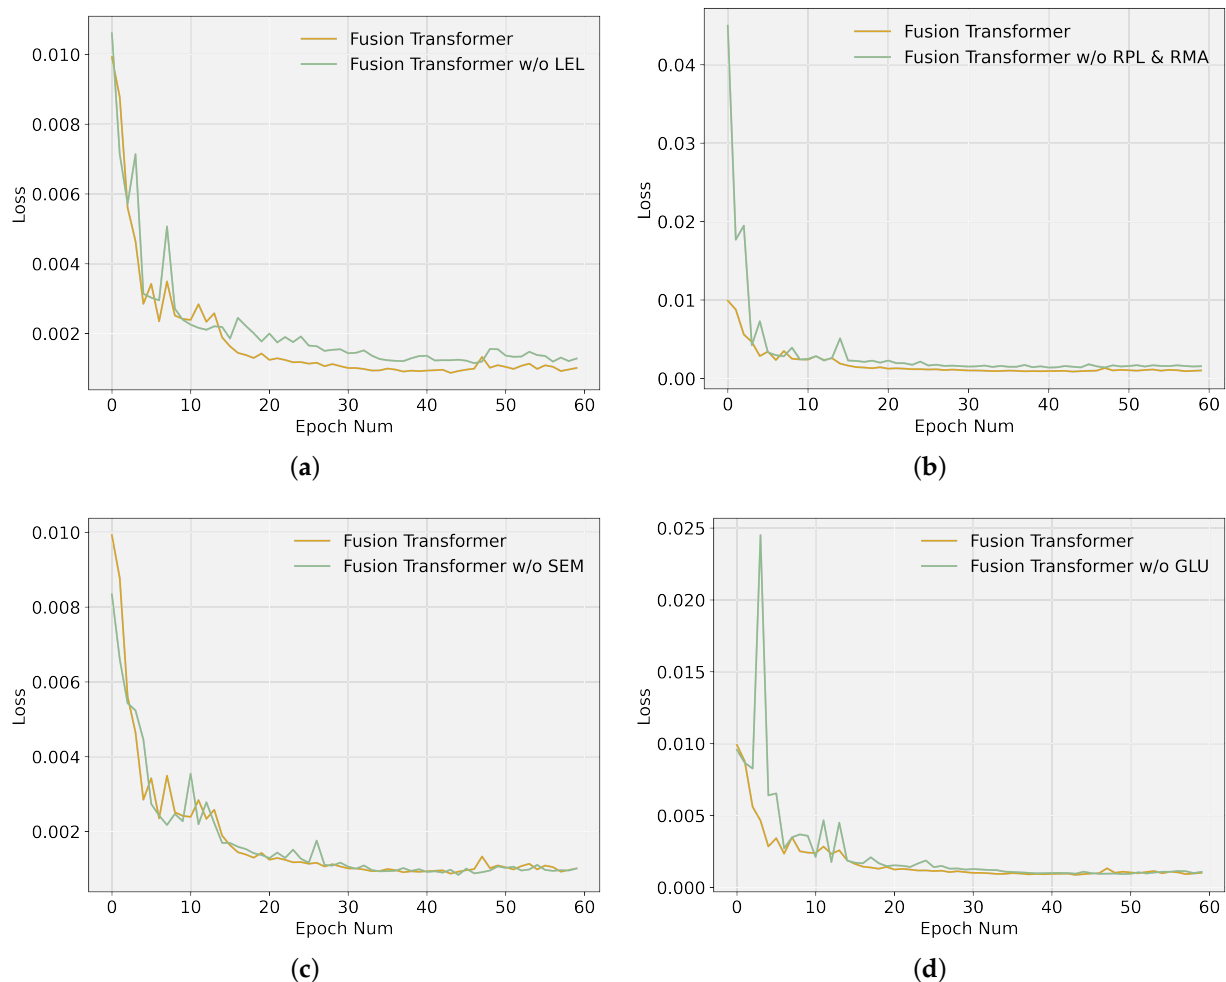 Fusion Transformer
Fusion Transformer w/o LEL
0.010
0.008
0.006
0.004
0.002
Loss
0 10 20 30 40 50 60
Epoch Num
(a)
Fusion Transformer
Fusion Transformer w/o RPL & RMA
0.04
0.03
0.02
0.01
0.00
Loss
0 10 20 30 40 50 60
Epoch Num
(b)
Fusion Transformer
Fusion Transformer w/o SEM
0.010
0.008
0.006
0.004
0.002
Loss
0 10 20 30 40 50 60
Epoch Num
(c)
Fusion Transformer
Fusion Transformer w/o GLU
0.025
0.020
0.015
0.010
0.005
0.000
Loss
0 10 20 30 40 50 60
Epoch Num
(d)